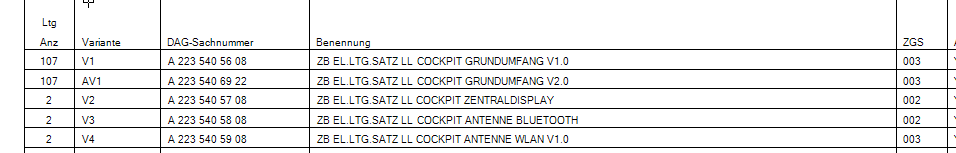 Ltg
Anz Variante DAG-Sachnummer Benennung ZGS
107 V1 A 223 540 56 08 ZB EL.LTG.SATZ LL COCKPIT GRUNDUMFANG V1.0 003
107 AV1 A 223 540 69 22 ZB EL.LTG.SATZ LL COCKPIT GRUNDUMFANG V2.0 003
2 V2 A 223 540 57 08 ZB EL.LTG.SATZ LL COCKPIT ZENTRALDISPLAY 002
2 V3 A 223 540 58 08 ZB EL.LTG.SATZ LL COCKPIT ANTENNE BLUETOOTH 002
2 V4 A 223 540 59 08 ZB EL.LTG.SATZ LL COCKPIT ANTENNE WLAN V1.0 003